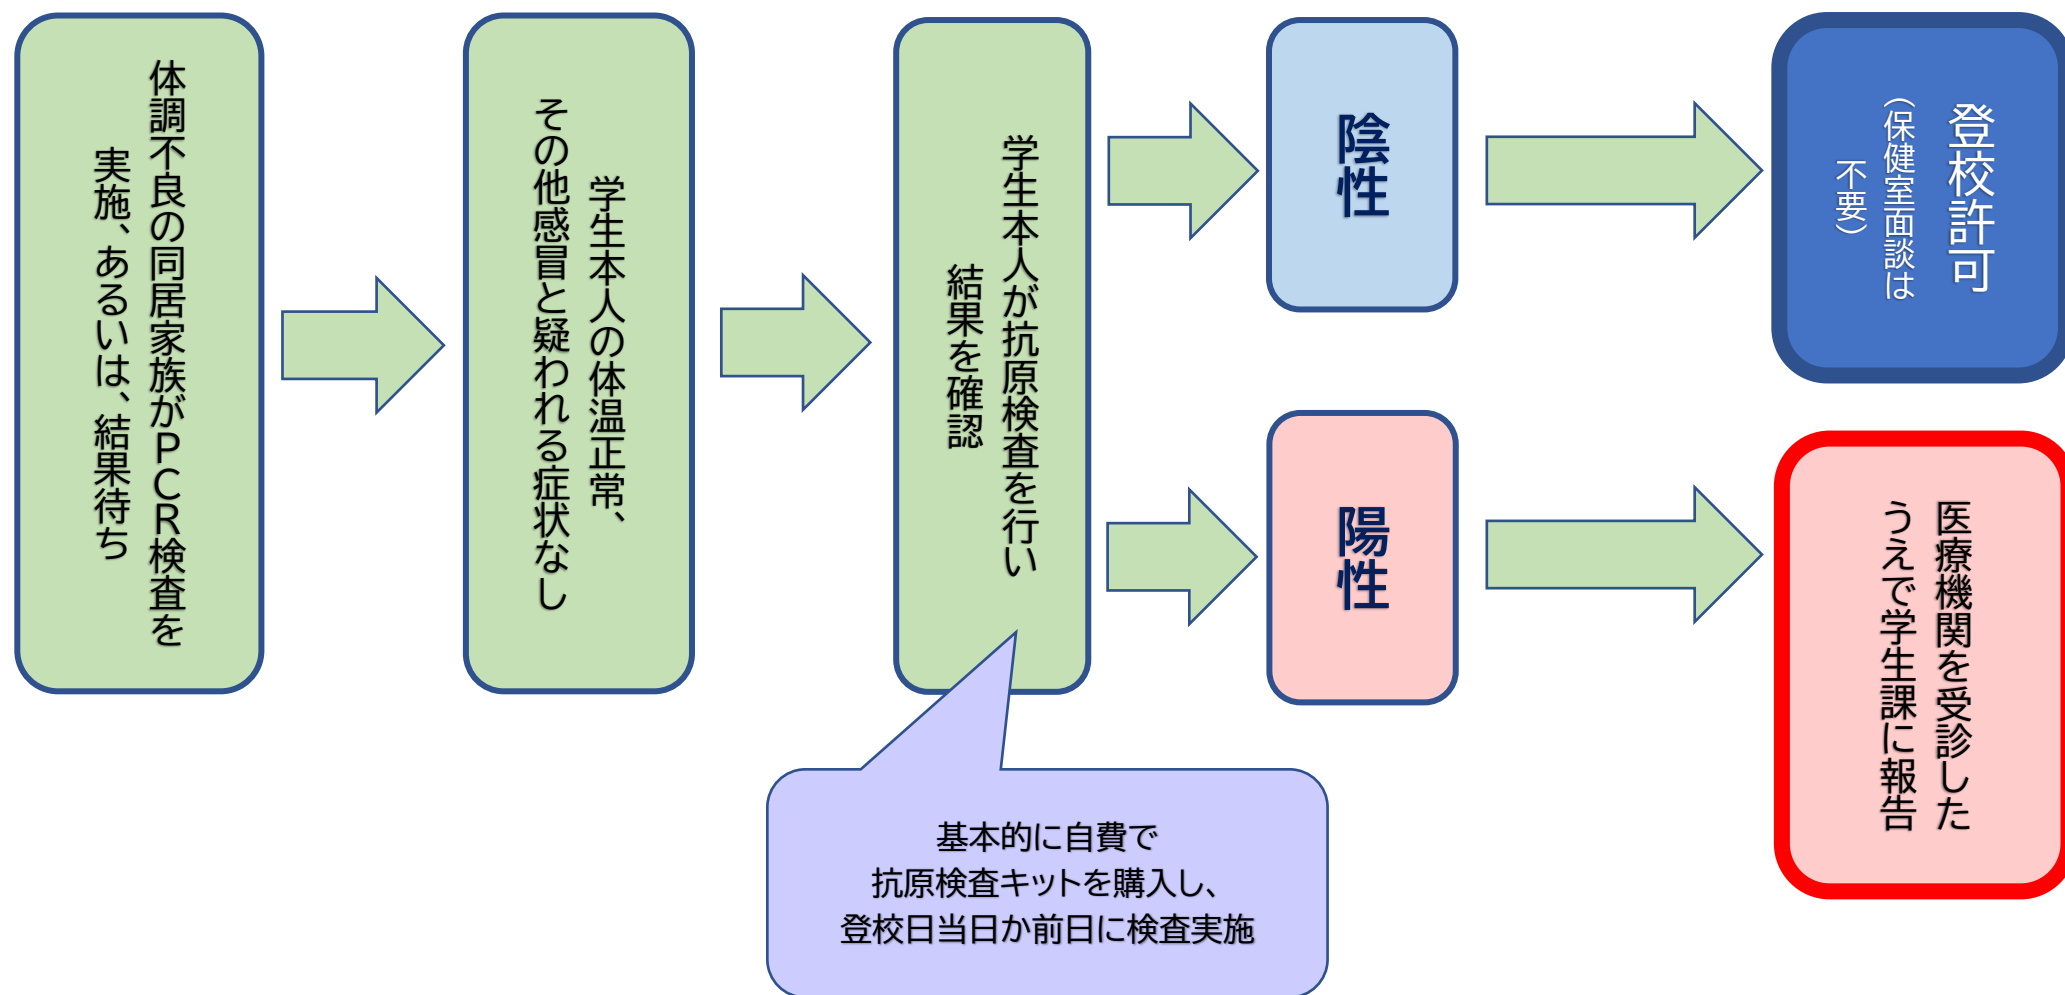 体調不良の同居家族がＰＣＲ検査を
実施、あるいは、結果待ち
学生本人の体温正常、
その他感冒と疑われる症状なし
学生本人が抗原検査を行い
結果を確認
陰性
登校許可
（保健室面談は
不要）
陽性
医療機関を受診した
うえで学生課に報告
基本的に自費で
抗原検査キットを購入し、
登校日当日か前日に検査実施